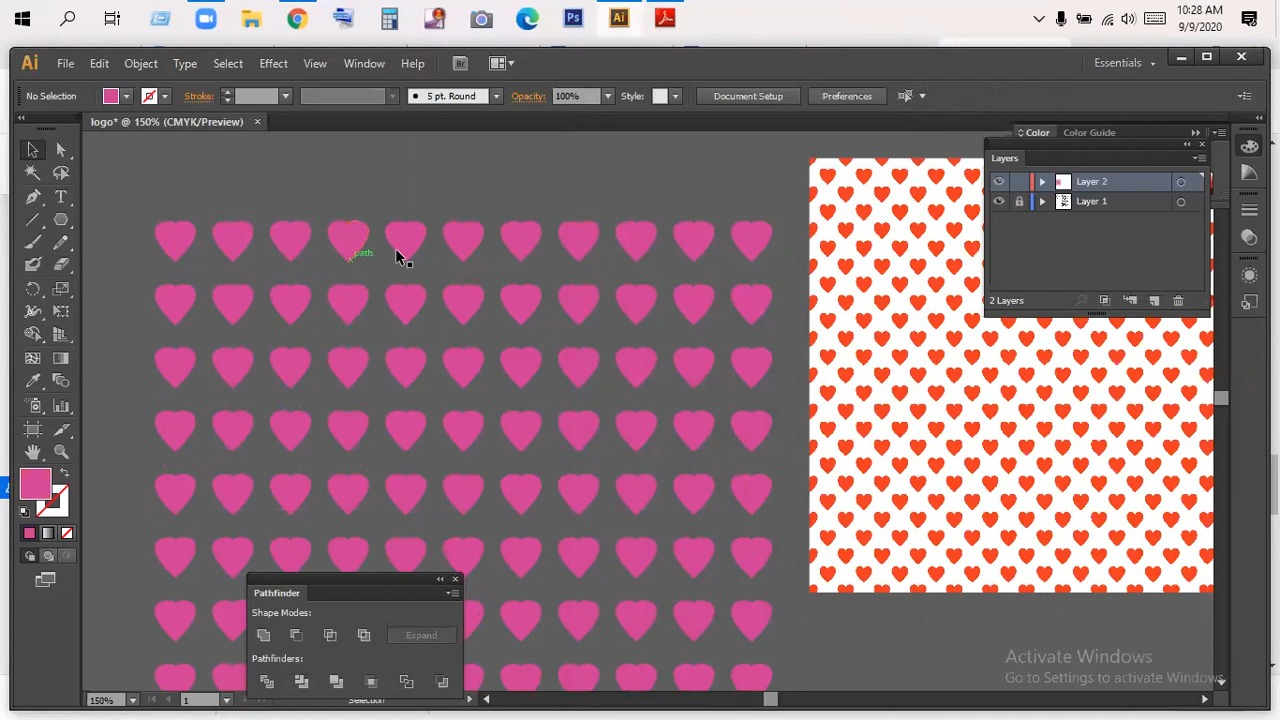 10:28 AM
9/9/2020
Ai
File Edit Object Type Select Effect View Window Help
Br
Essentials
No Selection
Stroke:
5 pt. Round
Opacity: 100%
Style:
Document Setup
Preferences
logo* @ 150% (CMYK/Preview)
Color Color Guide
Layers
Layer 2
Layer 1
2 Layers
path
Pathfinder
Shape Modes:
Expand
Pathfinders:
Activate Windows
Go to Settings to activate Windows.
150%
1
Selection
Ps
Ai
T
T